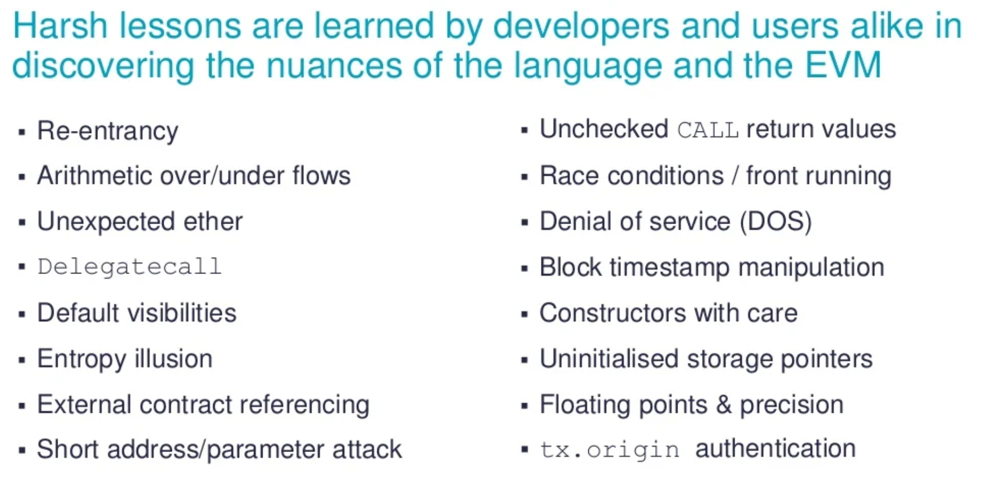 Harsh lessons are learned by developers and users alike in
discovering the nuances of the language and the EVM
▪ Re-entrancy
▪ Arithmetic over/under flows
▪ Unexpected ether
▪ Delegatecall
▪ Default visibilities
▪ Entropy illusion
▪ External contract referencing
▪ Short address/parameter attack
▪ Unchecked CALL return values
▪ Race conditions / front running
▪ Denial of service (DOS)
▪ Block timestamp manipulation
▪ Constructors with care
▪ Uninitialised storage pointers
▪ Floating points & precision
▪ tx.origin authentication